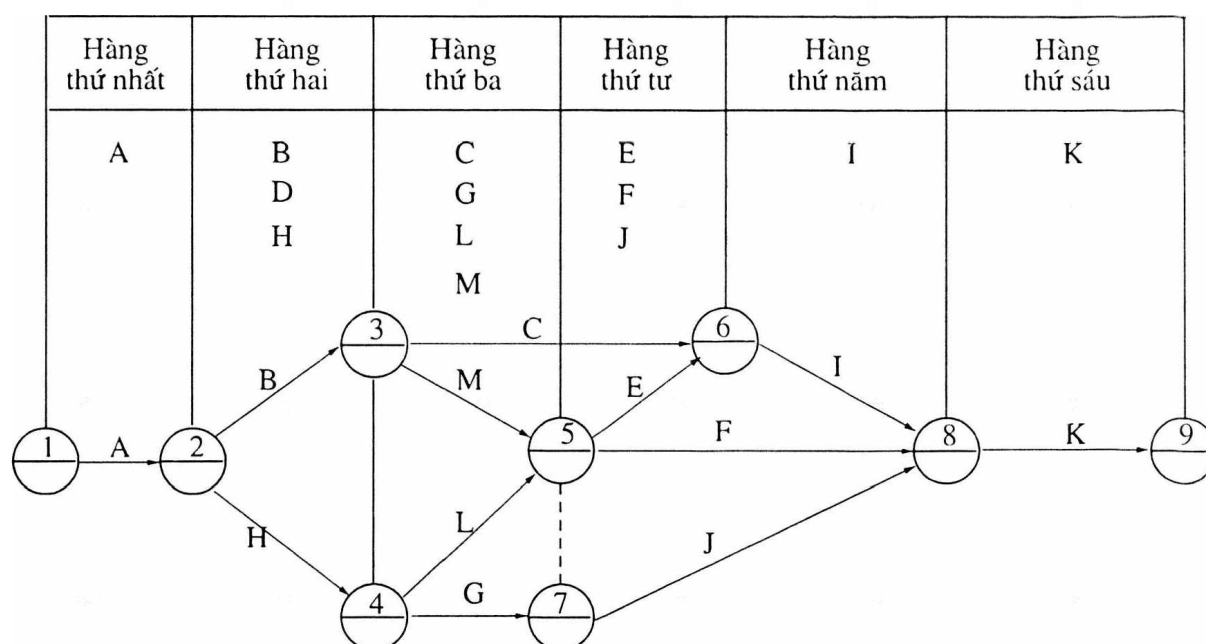 Hàng thứ nhất
Hàng thứ hai
Hàng thứ ba
Hàng thứ tư
Hàng thứ năm
Hàng thứ sáu
A B C E I K
D G F
H L J
M
3 C 6
B M E I
1 A 2 5 F 8 K 9
H L J
4 G 7